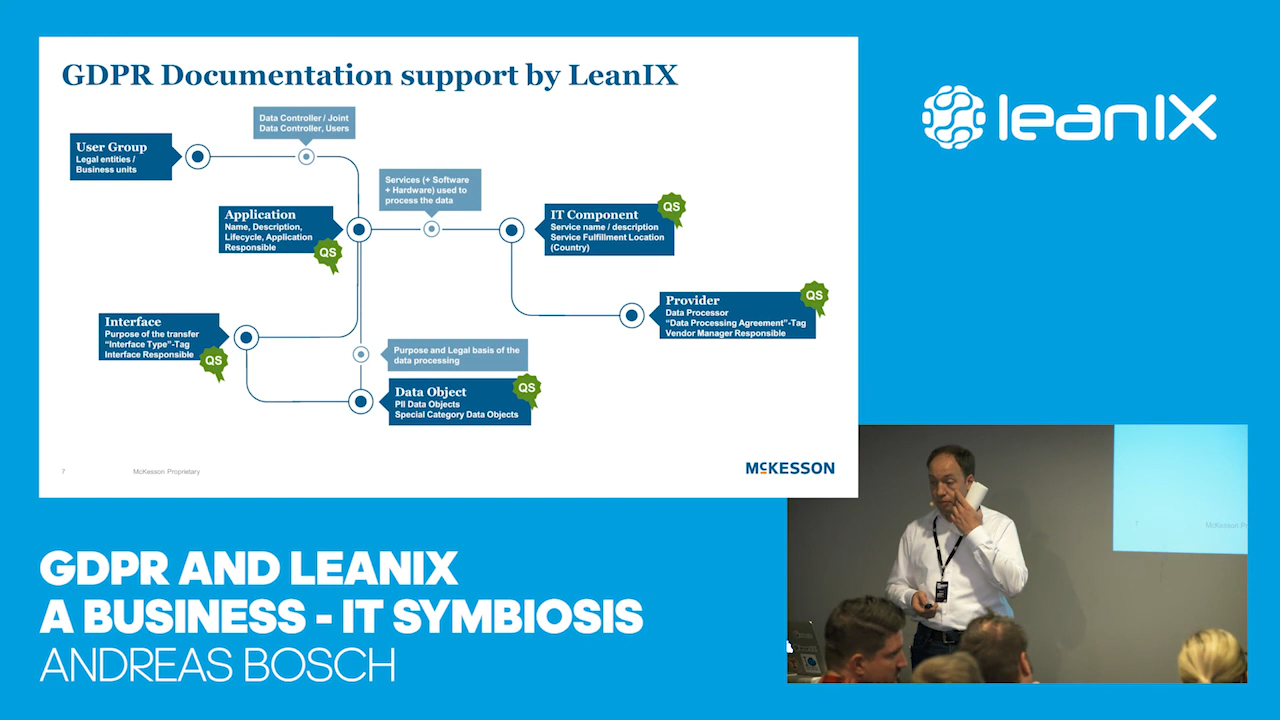 GDPR Documentation support by LeanIX
leanIX
Data Controller / Joint
Data Controller, Users
User Group
Legal entities /
Business units
Services (+ Software
+ Hardware) used to
process the data
Application
Name, Description,
Lifecycle, Application
Responsible
QS
IT Component
Service name / description
Service Fulfillment Location
(Country)
QS
Provider
Data Processor
“Data Processing Agreement”-Tag
Vendor Manager Responsible
QS
Interface
Purpose of the transfer
“Interface Type”-Tag
Interface Responsible
QS
Purpose and Legal basis of the
data processing
Data Object
PII Data Objects
Special Category Data Objects
QS
7
McKesson Proprietary
MCKESSON
7
McKesson Pr
GDPR AND LEANIX
A BUSINESS - IT SYMBIOSIS
ANDREAS BOSCH